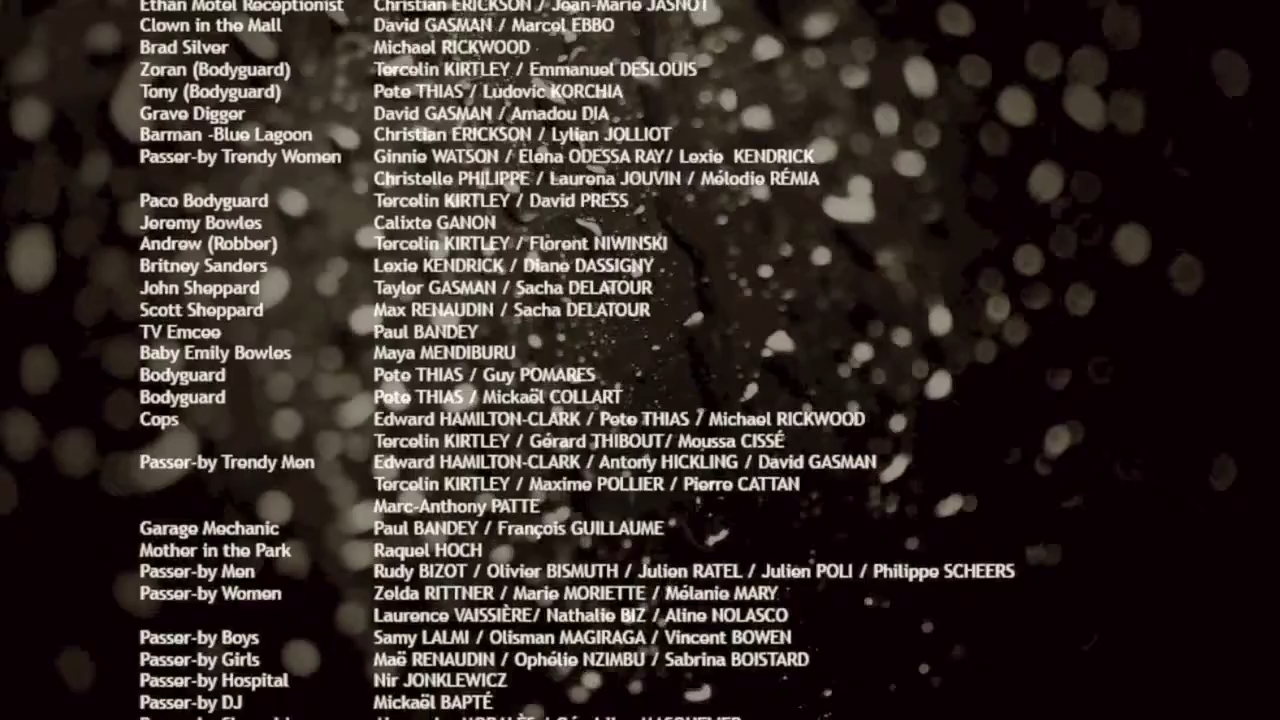 Ethan Motel Receptionist Christian ERICKSON / Jean-Marie JASNOT
Clown in the Mall David GASMAN / Marcel EBBO
Brad Silver Michael RICKWOOD
Zoran (Bodyguard) Tercelin KIRTLEY / Emmanuel DESLOUIS
Tony (Bodyguard) Pete THIAS / Ludovic KORCHIA
Grave Digger David GASMAN / Amadou DIA
Barman -Blue Lagoon Christian ERICKSON / Lylian JOLLIOT
Passer-by Trendy Women Ginnie WATSON / Elena ODESSA RAY/ Lexie KENDRICK
Christelle PHILIPPE / Laurena JOUVIN / Mélodie RÉMIA
Paco Bodyguard Tercelin KIRTLEY / David PRESS
Jeremy Bowles Calixte GANON
Andrew (Robber) Tercelin KIRTLEY / Florent NIWINSKI
Britney Sanders Lexie KENDRICK / Diane DASSIGNY
John Sheppard Taylor GASMAN / Sacha DELATOUR
Scott Sheppard Max RENAUDIN / Sacha DELATOUR
TV Emcee Paul BANDEY
Baby Emily Bowles Maya MENDIBURU
Bodyguard Pete THIAS / Guy POMARES
Bodyguard Pete THIAS / Mickaël COLLART
Cops Edward HAMILTON-CLARK / Pete THIAS / Michael RICKWOOD
Tercelin KIRTLEY / Gérard THIBOUT/ Moussa CISSÉ
Passer-by Trendy Men Edward HAMILTON-CLARK / Antony HICKLING / David GASMAN
Tercelin KIRTLEY / Maxime POLLIER / Pierre CATTAN
Marc-Anthony PATTE
Garage Mechanic Paul BANDEY / François GUILLAUME
Mother in the Park Raquel HOCH
Passer-by Men Rudy BIZOT / Olivier BISMUTH / Julien RATEL / Julien POLI / Philippe SCHEERS
Passer-by Women Zelda RITTNER / Marie MORIETTE / Mélanie MARY
Laurence VAISSIÈRE/ Nathalie BIZ / Aline NOLASCO
Passer-by Boys Samy LALMI / Olisman MAGIRAGA / Vincent BOWEN
Passer-by Girls Maë RENAUDIN / Ophélie NZIMBU / Sabrina BOISTARD
Passer-by Hospital Nir JONKLEWICZ
Passer-by DJ Mickaël BAPTÉ